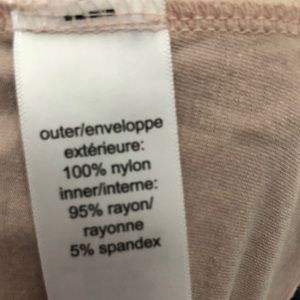 outer/enveloppe
extérieure:
100% nylon
inner/interne:
95% rayon/
rayonne
5% spandex